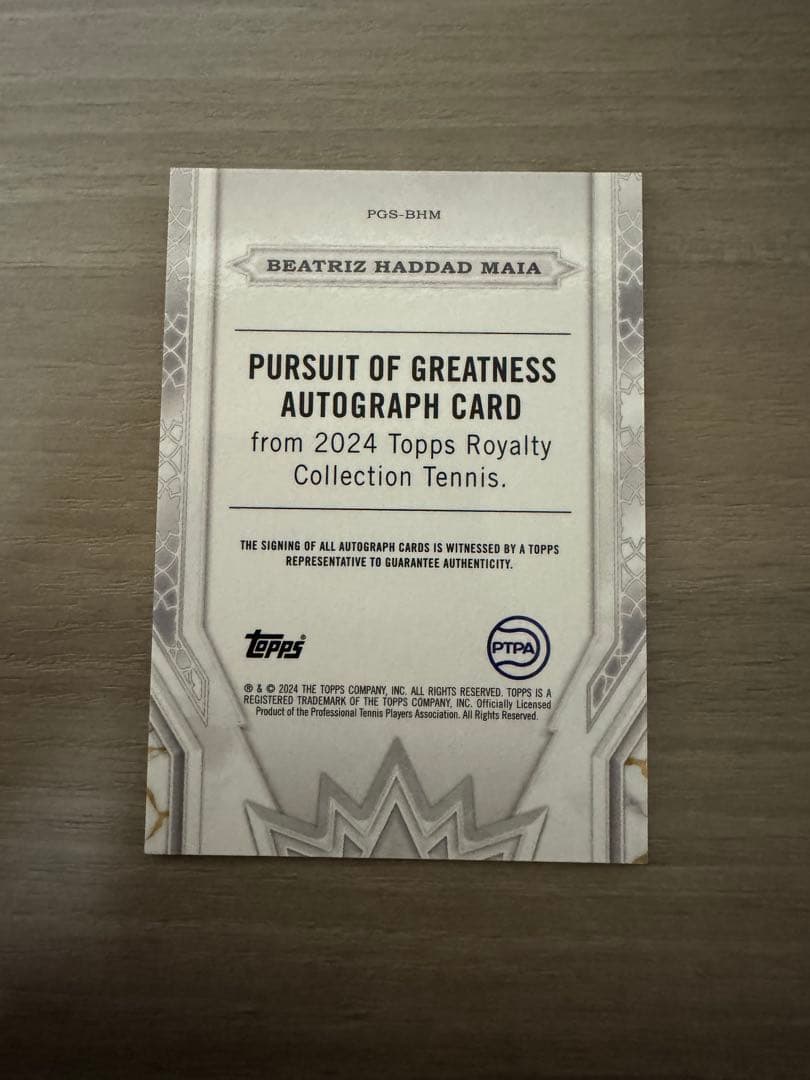 PGS-BHM
BEATRIZ HADDAD MAIA
PURSUIT OF GREATNESS
AUTOGRAPH CARD
from 2024 Topps Royalty
Collection Tennis.
THE SIGNING OF ALL AUTOGRAPH CARDS IS WITNESSED BY A TOPPS
REPRESENTATIVE TO GUARANTEE AUTHENTICITY.
Topps®
PTPA
® & © 2024 THE TOPPS COMPANY, INC. ALL RIGHTS RESERVED. TOPPS IS A
REGISTERED TRADEMARK OF THE TOPPS COMPANY, INC. Officially Licensed
Product of the Professional Tennis Players Association. All Rights Reserved.